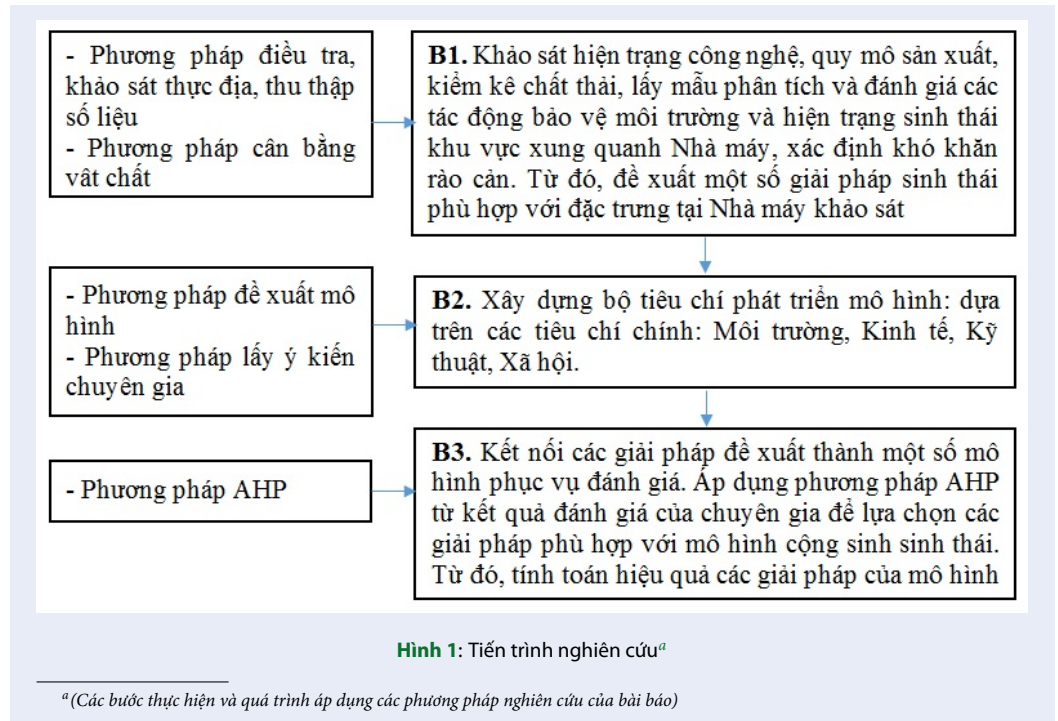 - Phương pháp điều tra,
khảo sát thực địa, thu thập
số liệu
- Phương pháp cân bằng
vât chất
B1. Khảo sát hiện trạng công nghệ, quy mô sản xuất,
kiểm kê chất thải, lấy mẫu phân tích và đánh giá các
tác động bảo vệ môi trường và hiện trạng sinh thái
khu vực xung quanh Nhà máy, xác định khó khăn
rào cản. Từ đó, đề xuất một số giải pháp sinh thái
phù hợp với đặc trưng tại Nhà máy khảo sát
- Phương pháp đề xuất mô
hình
- Phương pháp lấy ý kiến
chuyên gia
B2. Xây dựng bộ tiêu chí phát triển mô hình: dựa
trên các tiêu chí chính: Môi trường, Kinh tế, Kỹ
thuật, Xã hội.
- Phương pháp AHP
B3. Kết nối các giải pháp đề xuất thành một số mô
hình phục vụ đánh giá. Áp dụng phương pháp AHP
từ kết quả đánh giá của chuyên gia để lựa chọn các
giải pháp phù hợp với mô hình cộng sinh sinh thái.
Từ đó, tính toán hiệu quả các giải pháp của mô hình
Hình 1: Tiến trình nghiên cứu^a
^a (Các bước thực hiện và quá trình áp dụng các phương pháp nghiên cứu của bài báo)